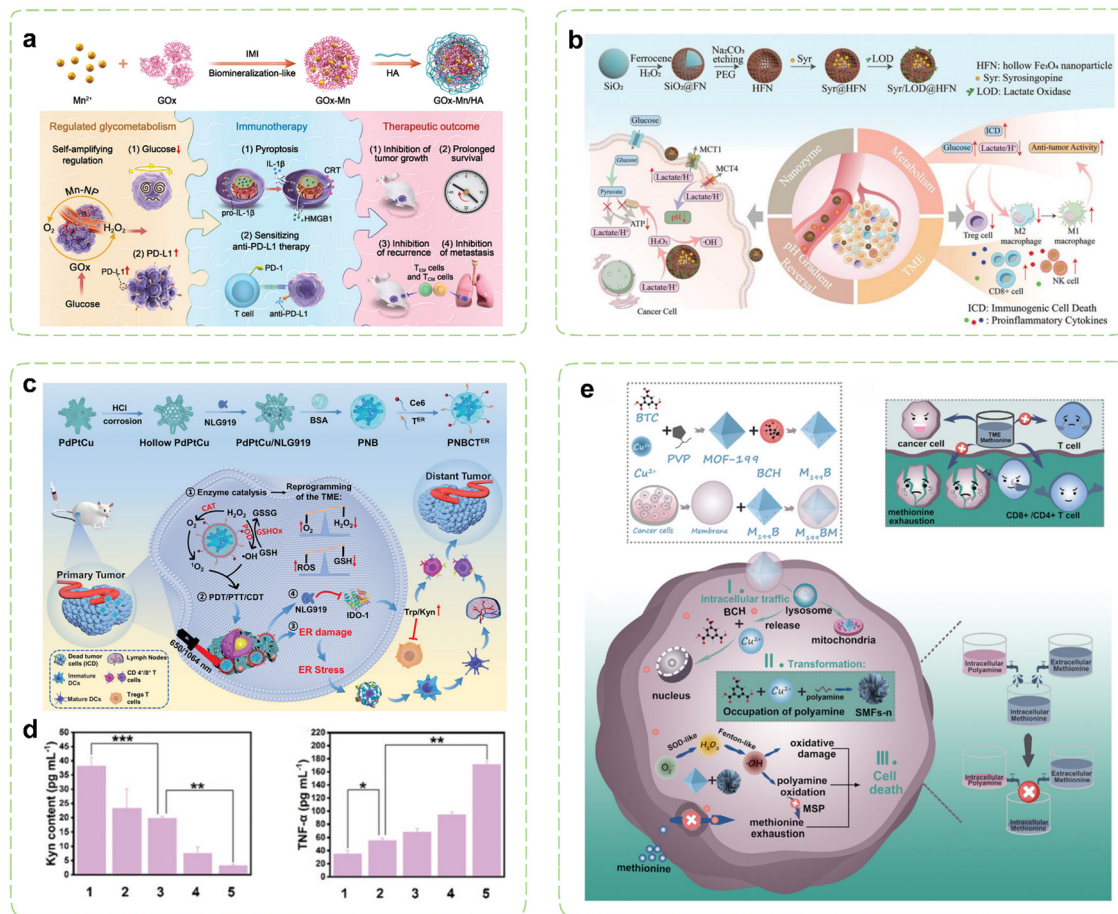 a
Mn²⁺
+
GOx
IMI
Biomineralization-like
GOx-Mn
HA
GOx-Mn/HA
Regulated glycometabolism
Self-amplifying
regulation
(1) Glucose↓
Mn-NP
O₂
H₂O₂
GOx
Glucose
(2) PD-L1↑
PD-L1
Immunotherapy
(1) Pyroptosis
IL-1β
CRT
pro-IL-1β
HMGB1
(2) Sensitizing
anti-PD-L1 therapy
PD-1
T cell
anti-PD-L1
Therapeutic outcome
(1) Inhibition of
tumor growth
(2) Prolonged
survival
(3) Inhibition
of recurrence
(4) Inhibition
of metastasis
T_EM cells
and T_CM cells
b
SiO₂
Ferrocene
H₂O₂
SiO₂@FN
Na₂CO₃
etching
PEG
HFN
Syr
Syr@HFN
LOD
Syr/LOD@HFN
HFN: hollow Fe₃O₄ nanoparticle
Syr: Syrosingopine
LOD: Lactate Oxidase
Glucose
Glucose
Pyruvate
ATP
Lactate/H⁺
Lactate/H⁺
MCT1
MCT4
Lactate/H⁺
pH
H₂O₂
·OH
Lactate/H⁺
Cancer Cell
Nanozyme
Metabolism
pH Gradient
Reversal
TME
ICD
Glucose
Lactate/H⁺
Anti-tumor Activity
Treg cell
M2
macrophage
M1
macrophage
CD8+ cell
NK cell
ICD: Immunogenic Cell Death
: Proinflammatory Cytokines
c
PdPtCu
HCl
corrosion
Hollow PdPtCu
NLG919
PdPtCu/NLG919
BSA
PNB
Ce6
Tᴱᴿ
PNBCTᴱᴿ
Distant Tumor
Primary Tumor
① Enzyme catalysis
Reprogramming
of the TME:
CAT
H₂O₂
GSSG
O₂
POD
GSHOx
·OH
GSH
¹O₂
O₂
H₂O₂
ROS
GSH
② PDT/PTT/CDT
④
NLG919
IDO-1
Trp/Kyn↑
③
ER damage
ER Stress
650/1064 nm
Dead tumor
cells (ICD)
Lymph Nodes
Immature
DCs
CD 4⁺/8⁺ T
cells
Mature DCs
Tregs T
cells
d
Kyn content (pg mL⁻¹)
45
40
35
30
25
20
15
10
5
0
***
**
1 2 3 4 5
TNF-α (pg mL⁻¹)
220
200
180
160
140
120
100
80
60
40
20
0
*
**
1 2 3 4 5
e
BTC
Cu²⁺
PVP
MOF-199
BCH
M₁₉₉B
Cancer cells
Membrane
M₁₉₉B
M₁₉₉BM
cancer cell
TME
Methionine
T cell
methionine
exhaustion
CD8+ /CD4+ T cell
I.
Intracellular traffic
BCH
lysosome
release
Cu²⁺
mitochondria
nucleus
II. Transformation:
Cu²⁺
polyamine
Occupation of polyamine
SMFs-n
SOD-like
H₂O₂
Fenton-like
O₂
·OH
oxidative
damage
polyamine
oxidation
MSP
methionine
exhaustion
III.
Cell
death
methionine
Intracellular
Polyamine
Extracellular
Methionine
Intracellular
Methionine
Intracellular
Polyamine
Extracellular
Methionine
Intracellular
Methionine